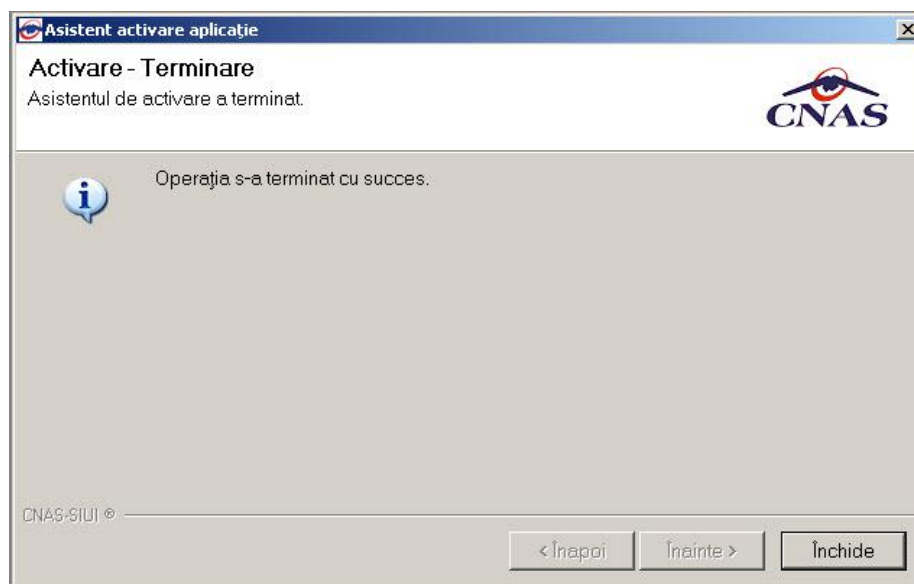 Asistent activare aplicație
Activare - Terminare
Asistentul de activare a terminat.
CNAS
Operația s-a terminat cu succes.
CNAS-SIUI ®
< Înapoi
Înainte >
Închide